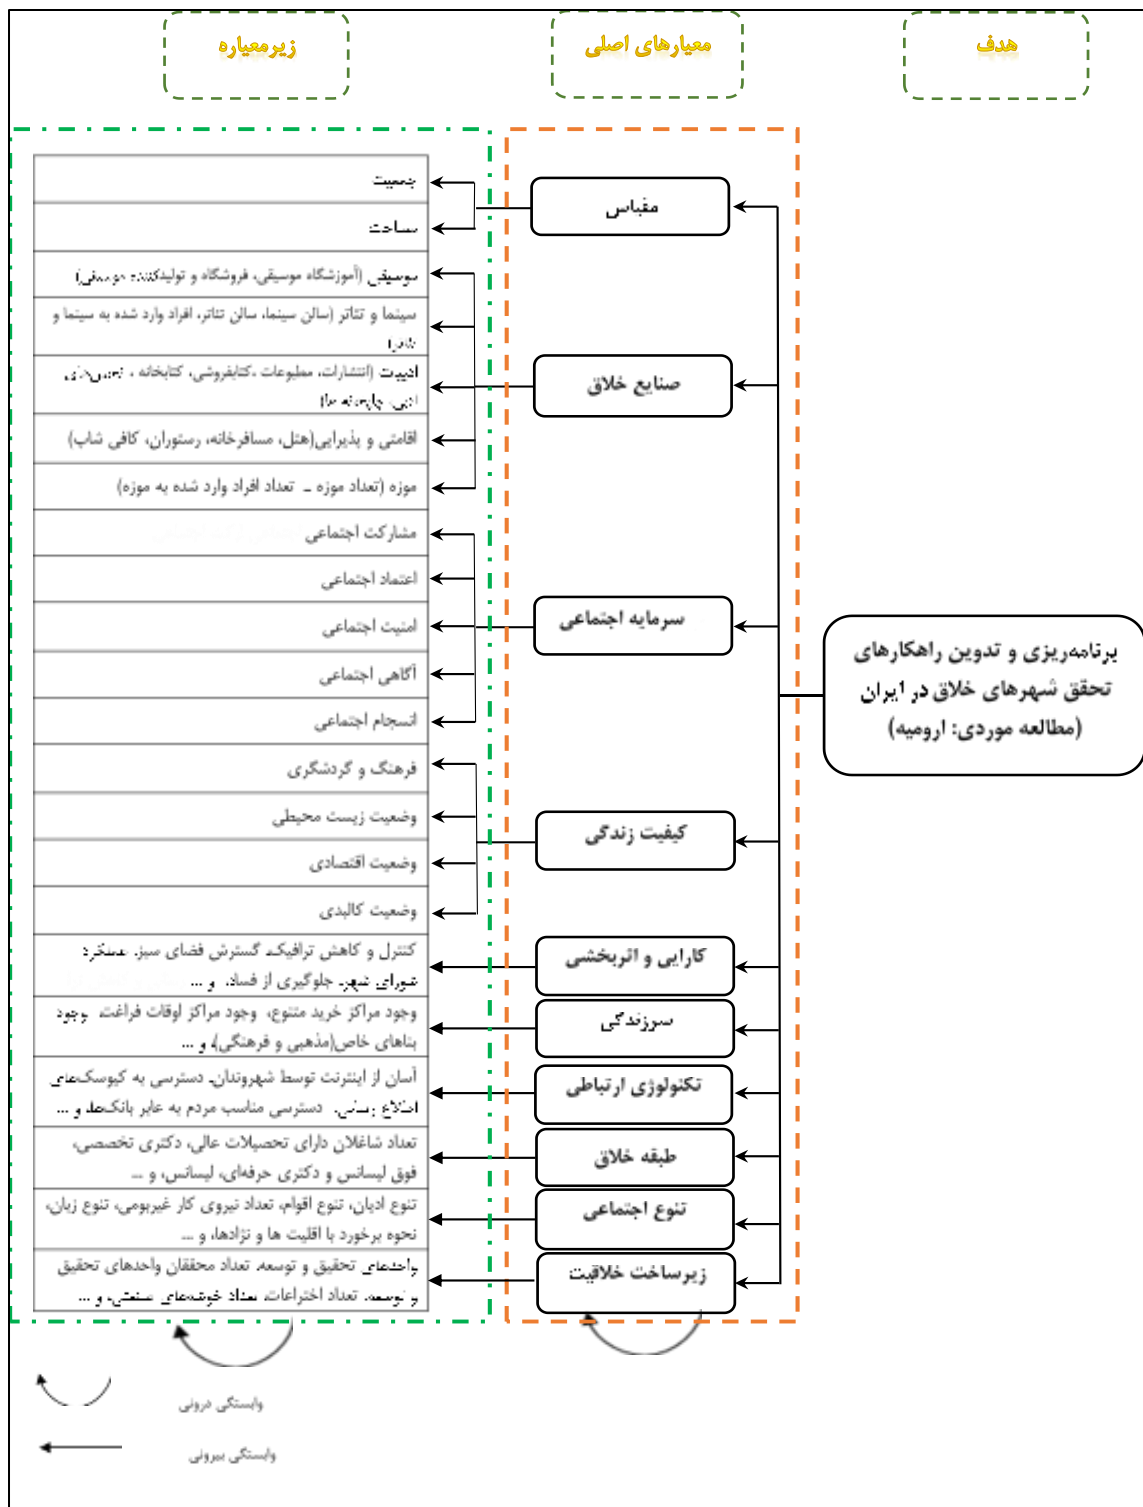 هدف
معیارهای اصلی
زیرمعیاره
برنامه‌ریزی و تدوین راهکارهای
تحقق شهرهای خلاق در ایران
(مطالعه موردی: ارومیه)
مقیاس
صنایع خلاق
سرمایه اجتماعی
کیفیت زندگی
کارایی و اثربخشی
سرزندگی
تکنولوژی ارتباطی
طبقه خلاق
تنوع اجتماعی
زیرساخت خلاقیت
جمعیت
مساحت
موسیقی (آموزشگاه موسیقی، فروشگاه و تولیدکننده موسیقی)
سینما و تئاتر (سالن سینما، سالن تئاتر، افراد وارد شده به سینما و
تئاتر)
ادبیات (انتشارات، مطبوعات ،کتابفروشی، کتابخانه ، انجمن‌های
ادبی، چاپخانه ها)
اقامتی و پذیرایی(هتل، مسافرخانه، رستوران، کافی شاپ)
موزه (تعداد موزه – تعداد افراد وارد شده به موزه)
مشارکت اجتماعی
اعتماد اجتماعی
امنیت اجتماعی
آگاهی اجتماعی
انسجام اجتماعی
فرهنگ و گردشگری
وضعیت زیست محیطی
وضعیت اقتصادی
وضعیت کالبدی
کنترل و کاهش ترافیک، گسترش فضای سبز، عملکرد
شورای شهر، جلوگیری از فساد، و ...
وجود مراکز خرید متنوع، وجود مراکز اوقات فراغت، وجود
بناهای خاص(مذهبی و فرهنگی)، و ...
آسان از اینترنت توسط شهروندان، دسترسی به کیوسک‌های
اطلاع رسانی، دسترسی مناسب مردم به عابر بانک‌ها، و ...
تعداد شاغلان دارای تحصیلات عالی، دکتری تخصصی،
فوق لیسانس و دکتری حرفه‌ای، لیسانس، و ...
تنوع ادیان، تنوع اقوام، تعداد نیروی کار غیربومی، تنوع زبان،
نحوه برخورد با اقلیت ها و نژادها، و ...
واحدهای تحقیق و توسعه، تعداد محققان واحدهای تحقیق
و توسعه، تعداد اختراعات، تعداد خوشه‌های صنعتی، و ...
وابستگی درونی
وابستگی بیرونی